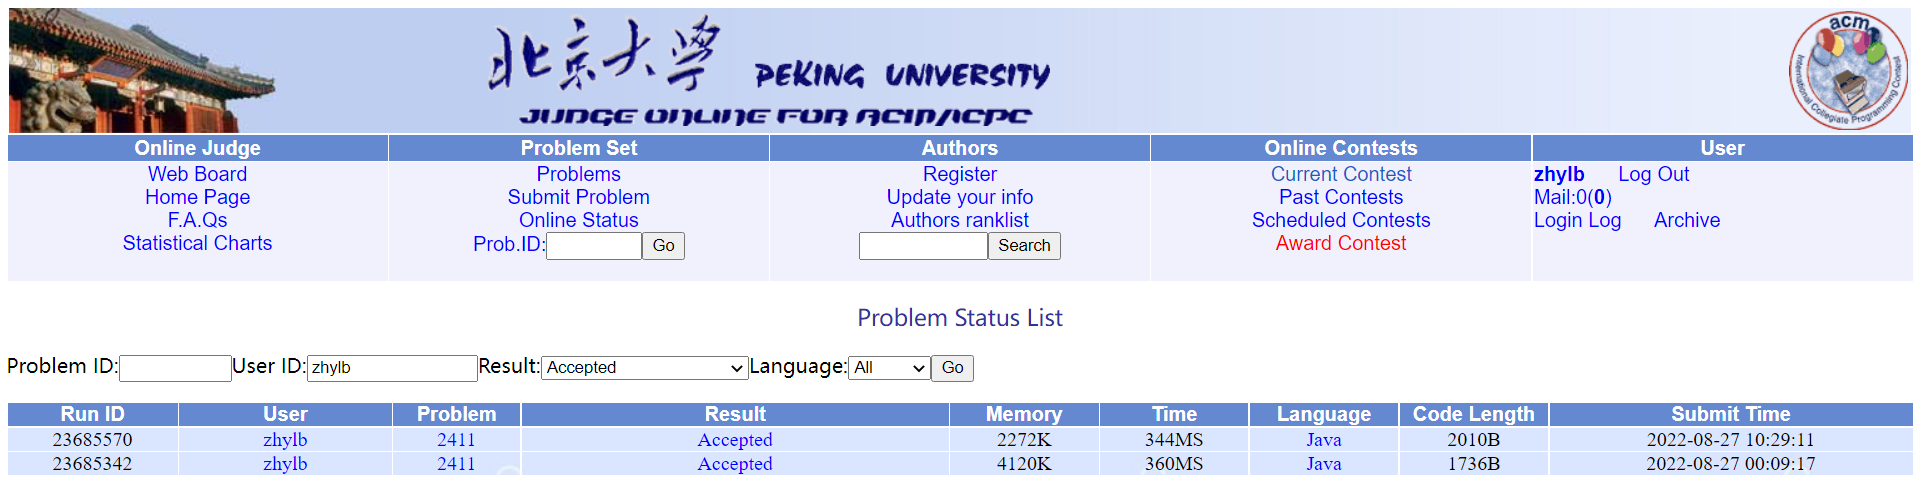 北京大學 PEKING UNIVERSITY
JUDGE ONLINE FOR ACM/ICPC
acm
International Collegiate Programming Contest
Online Judge Problem Set Authors Online Contests User
Web Board Problems Register Current Contest zhylb Log Out
Home Page Submit Problem Update your info Past Contests Mail:0(0)
F.A.Qs Online Status Authors ranklist Scheduled Contests Login Log Archive
Statistical Charts Prob.ID: Go Search Award Contest
Problem Status List
Problem ID: User ID: zhylb Result: Accepted Language: All Go
Run ID User Problem Result Memory Time Language Code Length Submit Time
23685570 zhylb 2411 Accepted 2272K 344MS Java 2010B 2022-08-27 10:29:11
23685342 zhylb 2411 Accepted 4120K 360MS Java 1736B 2022-08-27 00:09:17